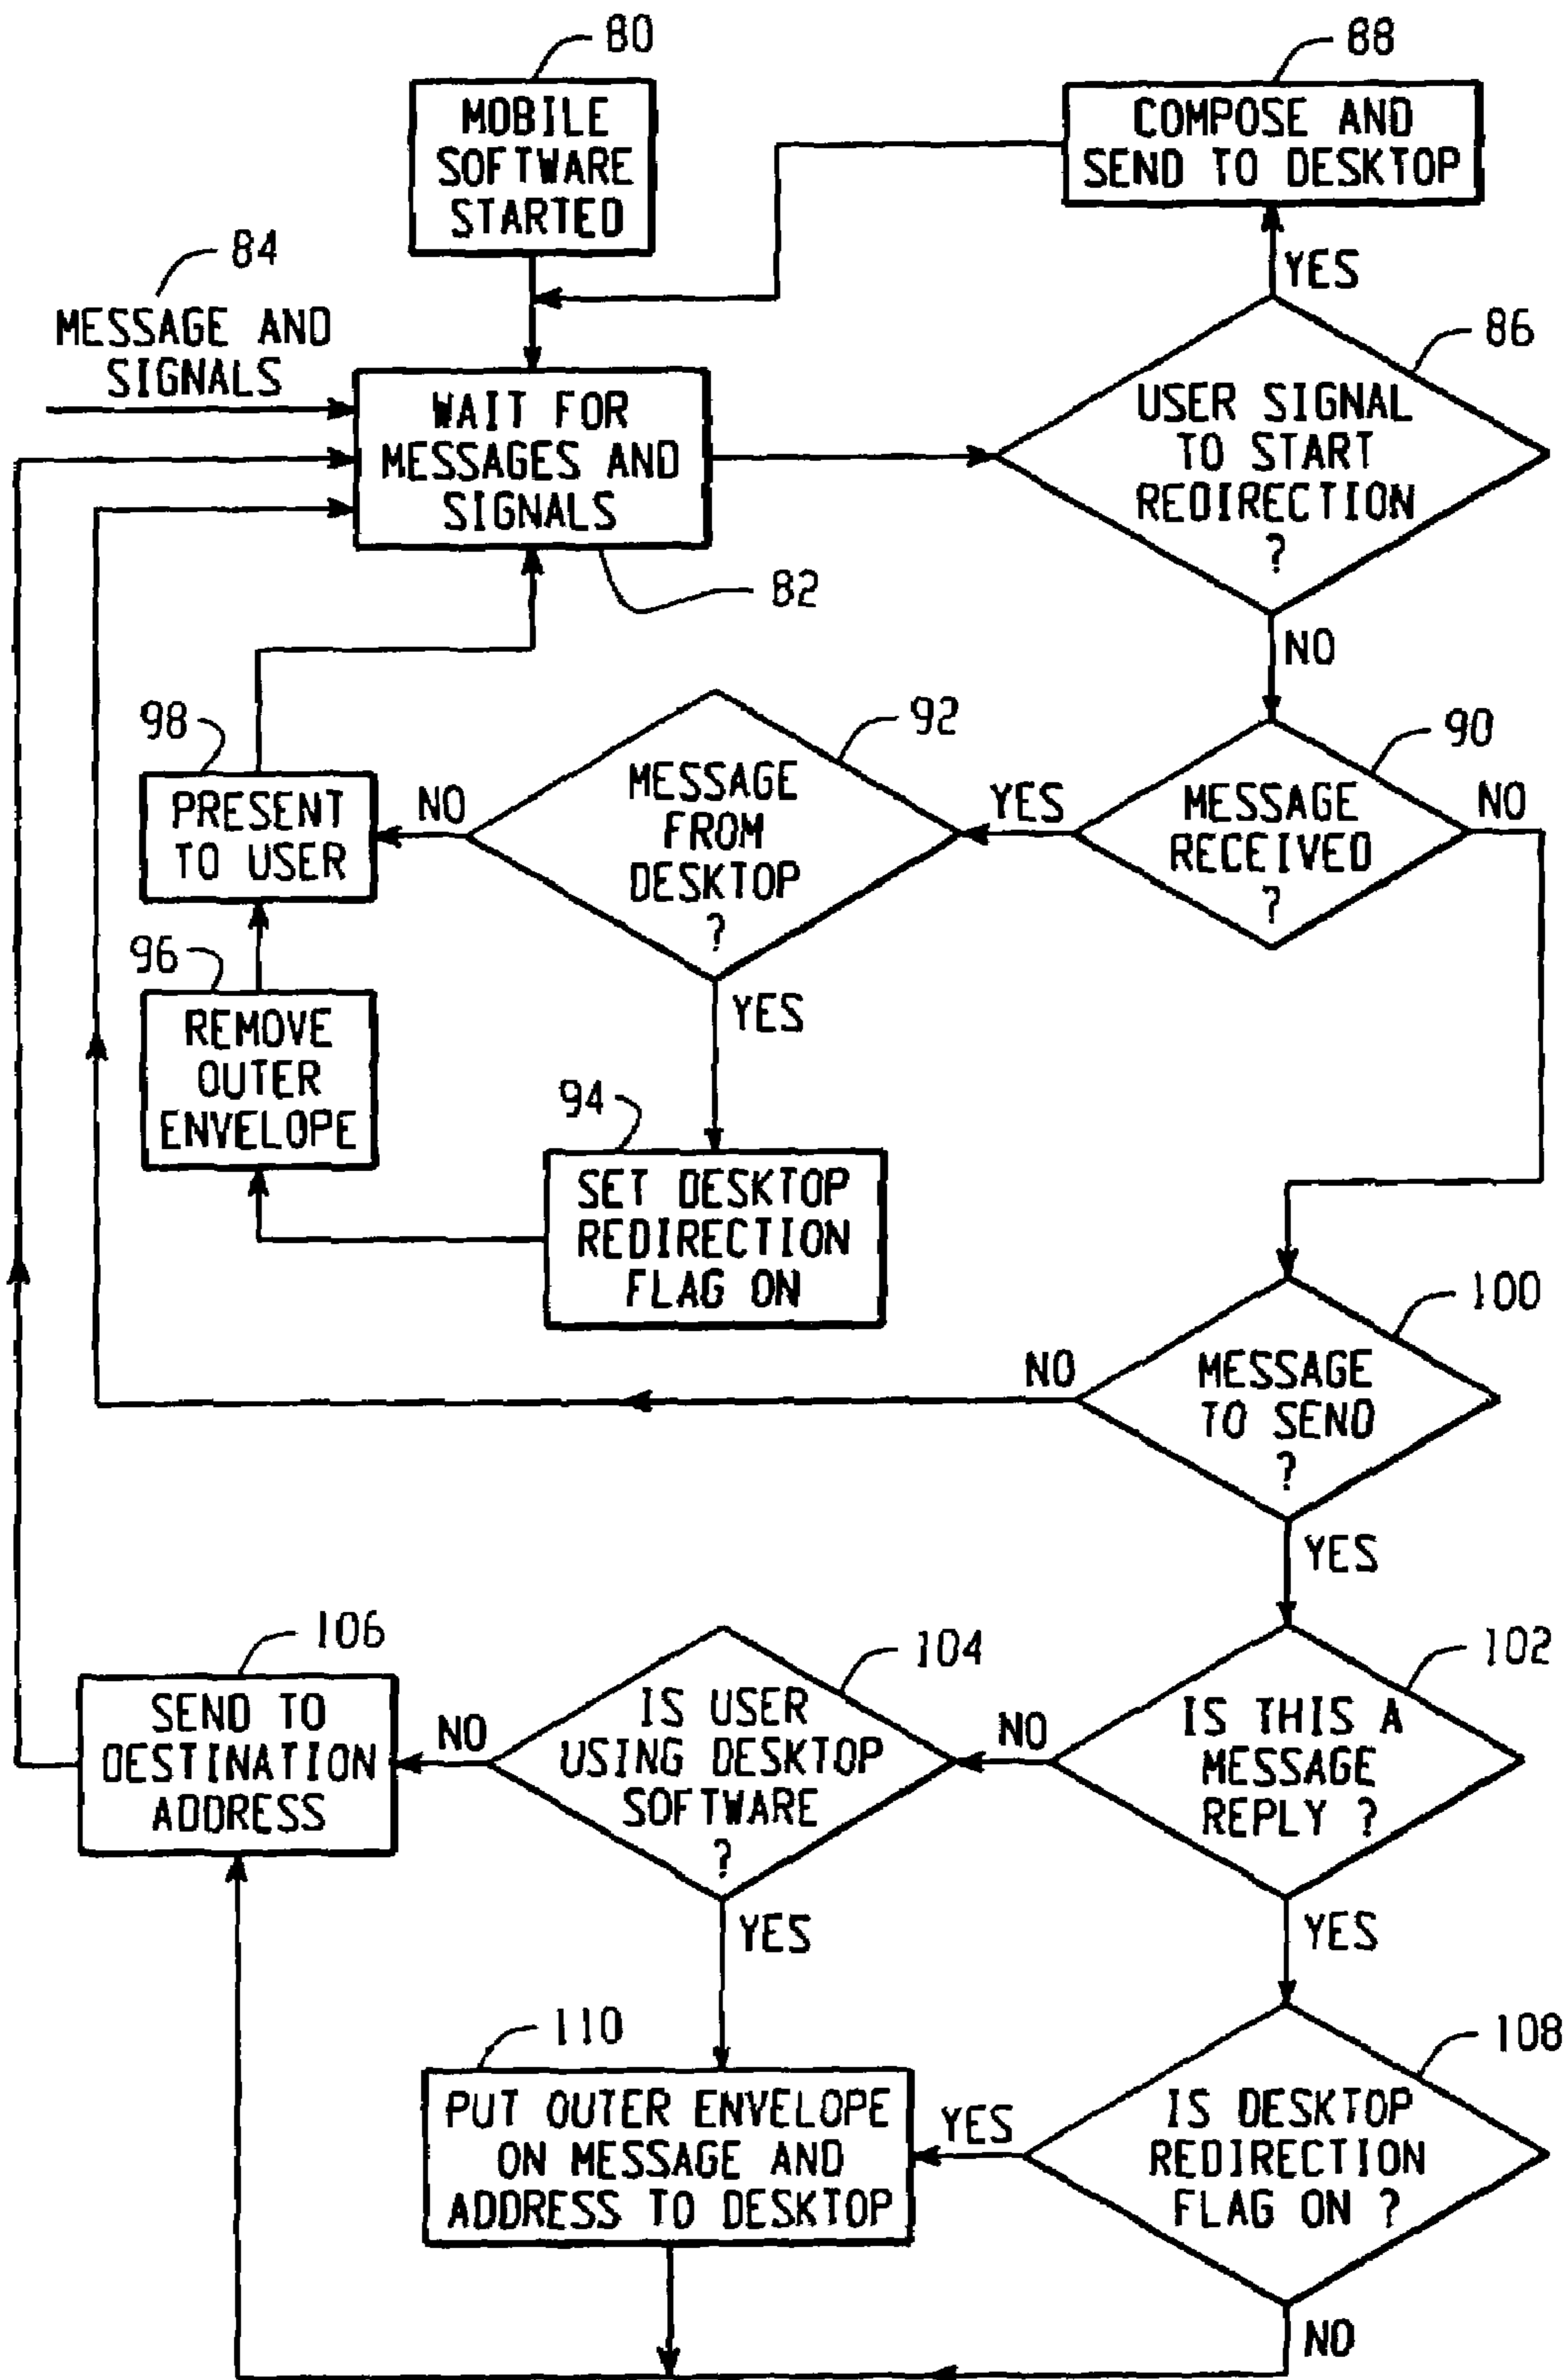 80
MOBILE
SOFTWARE
STARTED
88
COMPOSE AND
SEND TO DESKTOP
84
MESSAGE AND
SIGNALS
YES
86
WAIT FOR
MESSAGES AND
SIGNALS
82
USER SIGNAL
TO START
REDIRECTION
?
NO
98
PRESENT
TO USER
NO
92
MESSAGE
FROM
DESKTOP
?
YES
90
MESSAGE
RECEIVED
?
NO
96
REMOVE
OUTER
ENVELOPE
YES
94
SET DESKTOP
REDIRECTION
FLAG ON
100
NO
MESSAGE
TO SEND
?
YES
106
SEND TO
DESTINATION
ADDRESS
NO
104
IS USER
USING DESKTOP
SOFTWARE
?
NO
102
IS THIS A
MESSAGE
REPLY ?
YES
YES
110
PUT OUTER ENVELOPE
ON MESSAGE AND
ADDRESS TO DESKTOP
YES
108
IS DESKTOP
REDIRECTION
FLAG ON ?
NO